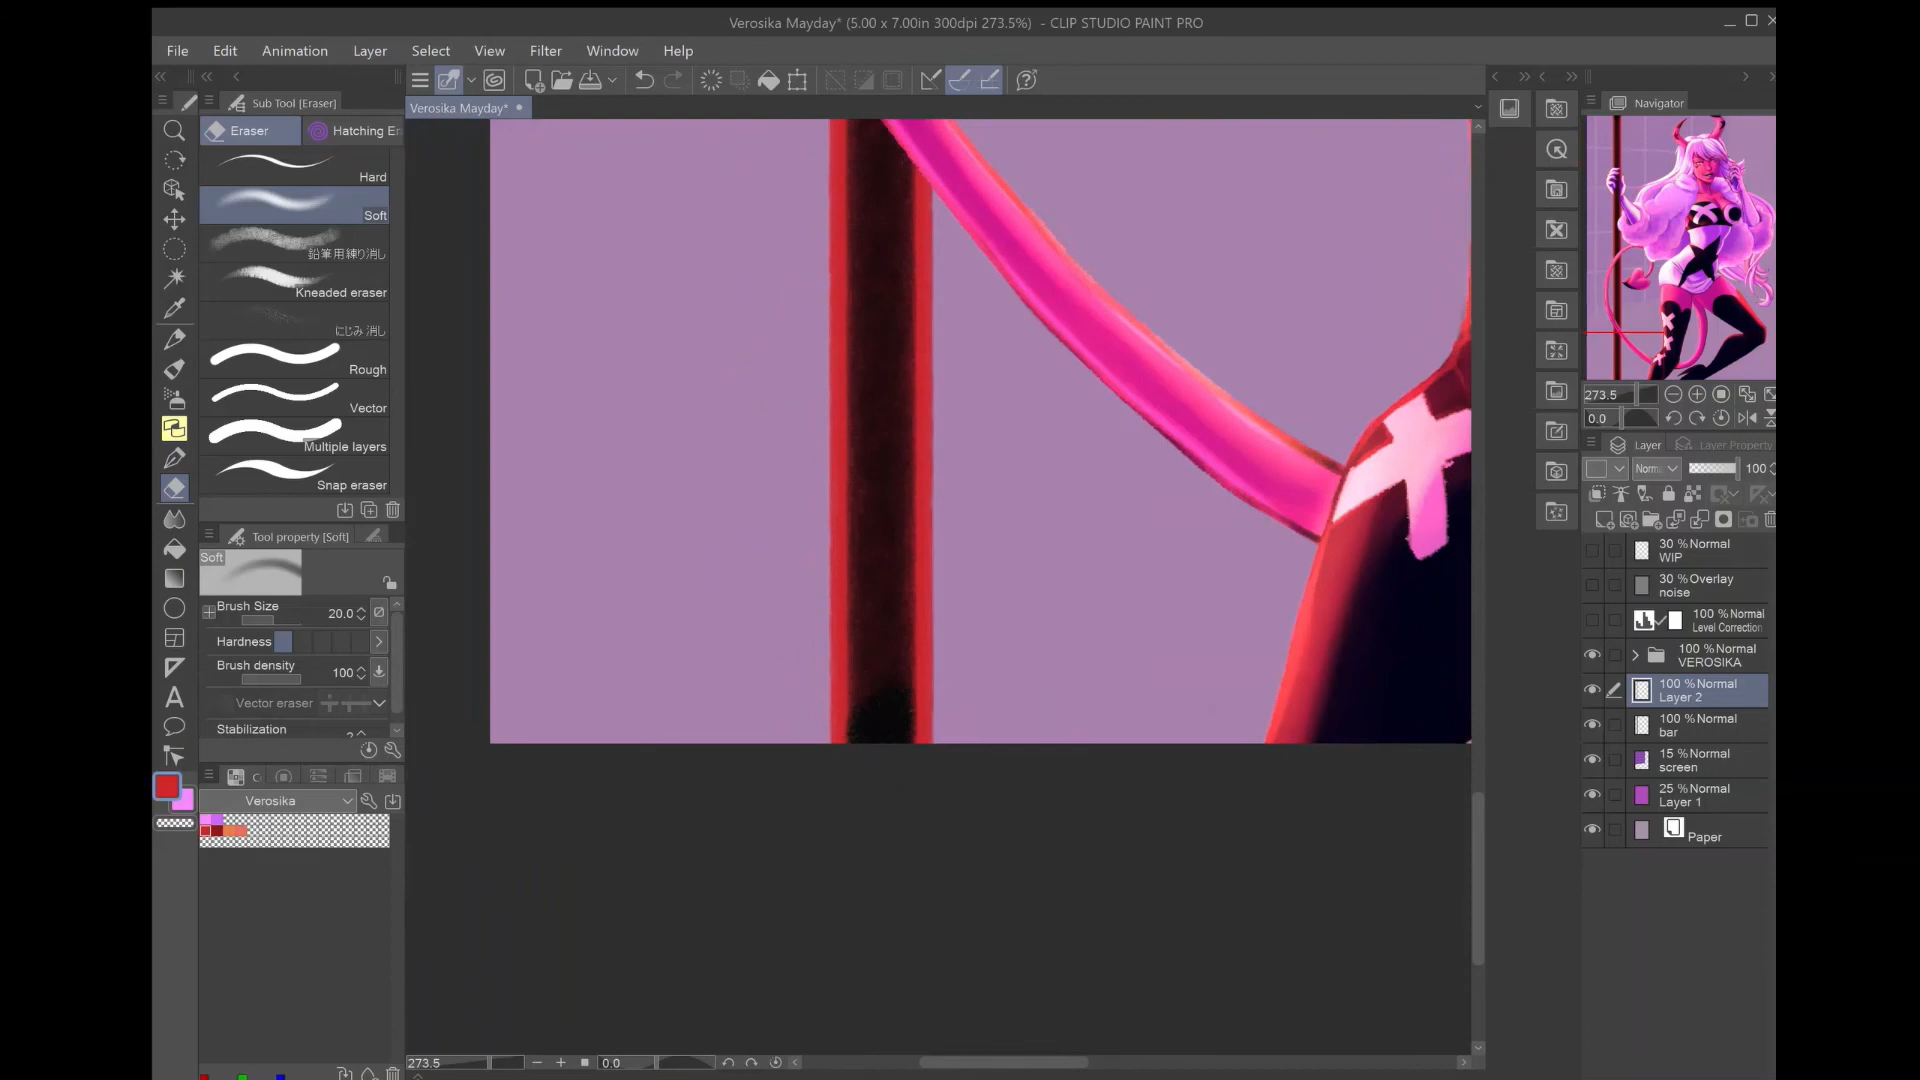 Verosika Mayday* (5.00 x 7.00in 300dpi 273.5%) - CLIP STUDIO PAINT PRO
File Edit Animation Layer Select View Filter Window Help
Sub Tool [Eraser]
Verosika Mayday*
Navigator
Eraser
Hatching Er
Hard
Soft
鉛筆用練り消し
Kneaded eraser
にじみ消し
Rough
Vector
Multiple layers
Snap eraser
Tool property [Soft]
Soft
Brush Size 20.0
Hardness
Brush density 100
Vector eraser
Stabilization
Verosika
273.5
0.0
Layer
Layer Property
Norma
100
30 %Normal
WIP
30 %Overlay
noise
100 %Normal
Level Correction
100 %Normal
VEROSIKA
100 %Normal
Layer 2
100 %Normal
bar
15 %Normal
screen
25 %Normal
Layer 1
Paper
273.5
0.0